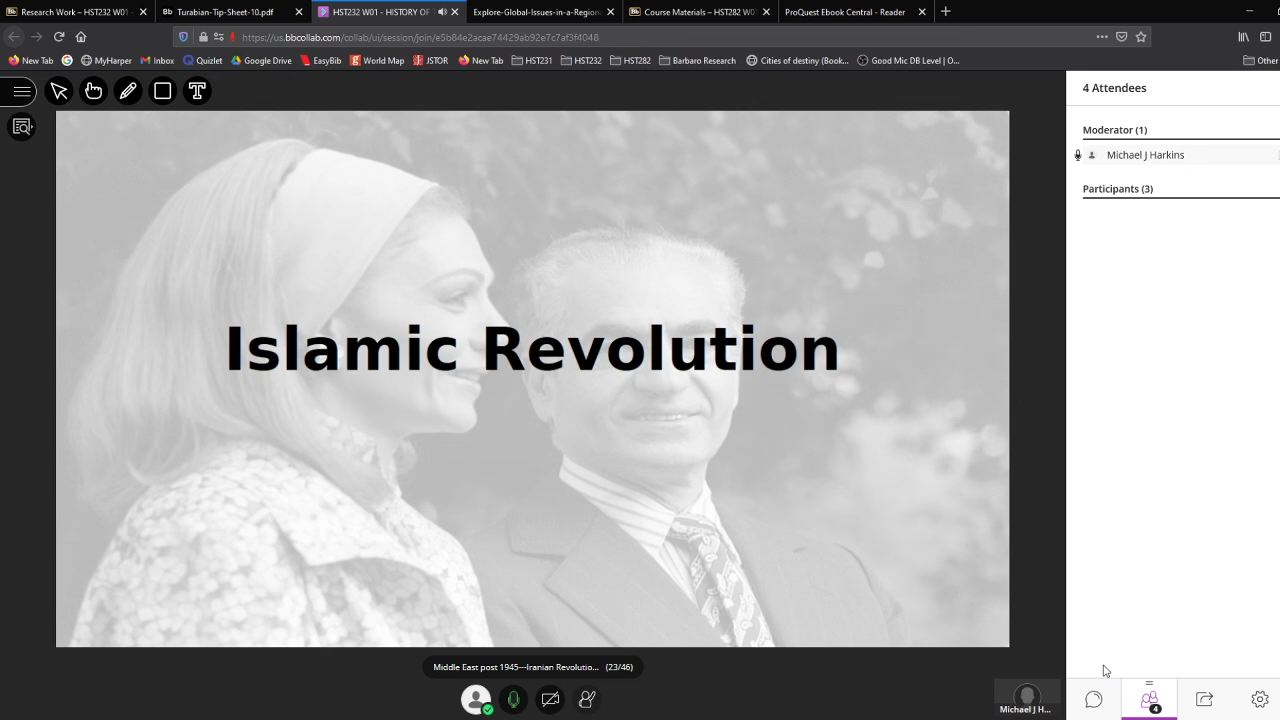 Research Work – HST232 W01 -
Turabian-Tip-Sheet-10.pdf
HST232 W01 - HISTORY OF
Explore-Global-Issues-in-a-Regiona
Course Materials – HST282 W01
ProQuest Ebook Central - Reader
https://us.bbcollab.com/collab/ui/session/join/e5b84e2acae74429ab92e7c7af3f4048
New Tab
MyHarper
Inbox
Quizlet
Google Drive
EasyBib
World Map
JSTOR
New Tab
HST231
HST232
HST282
Barbaro Research
Cities of destiny (Book...
Good Mic DB Level | O...
Other
4 Attendees
Moderator (1)
Michael J Harkins
Participants (3)
Islamic Revolution
Middle East post 1945---Iranian Revolutio... (23/46)
Michael J H...
4